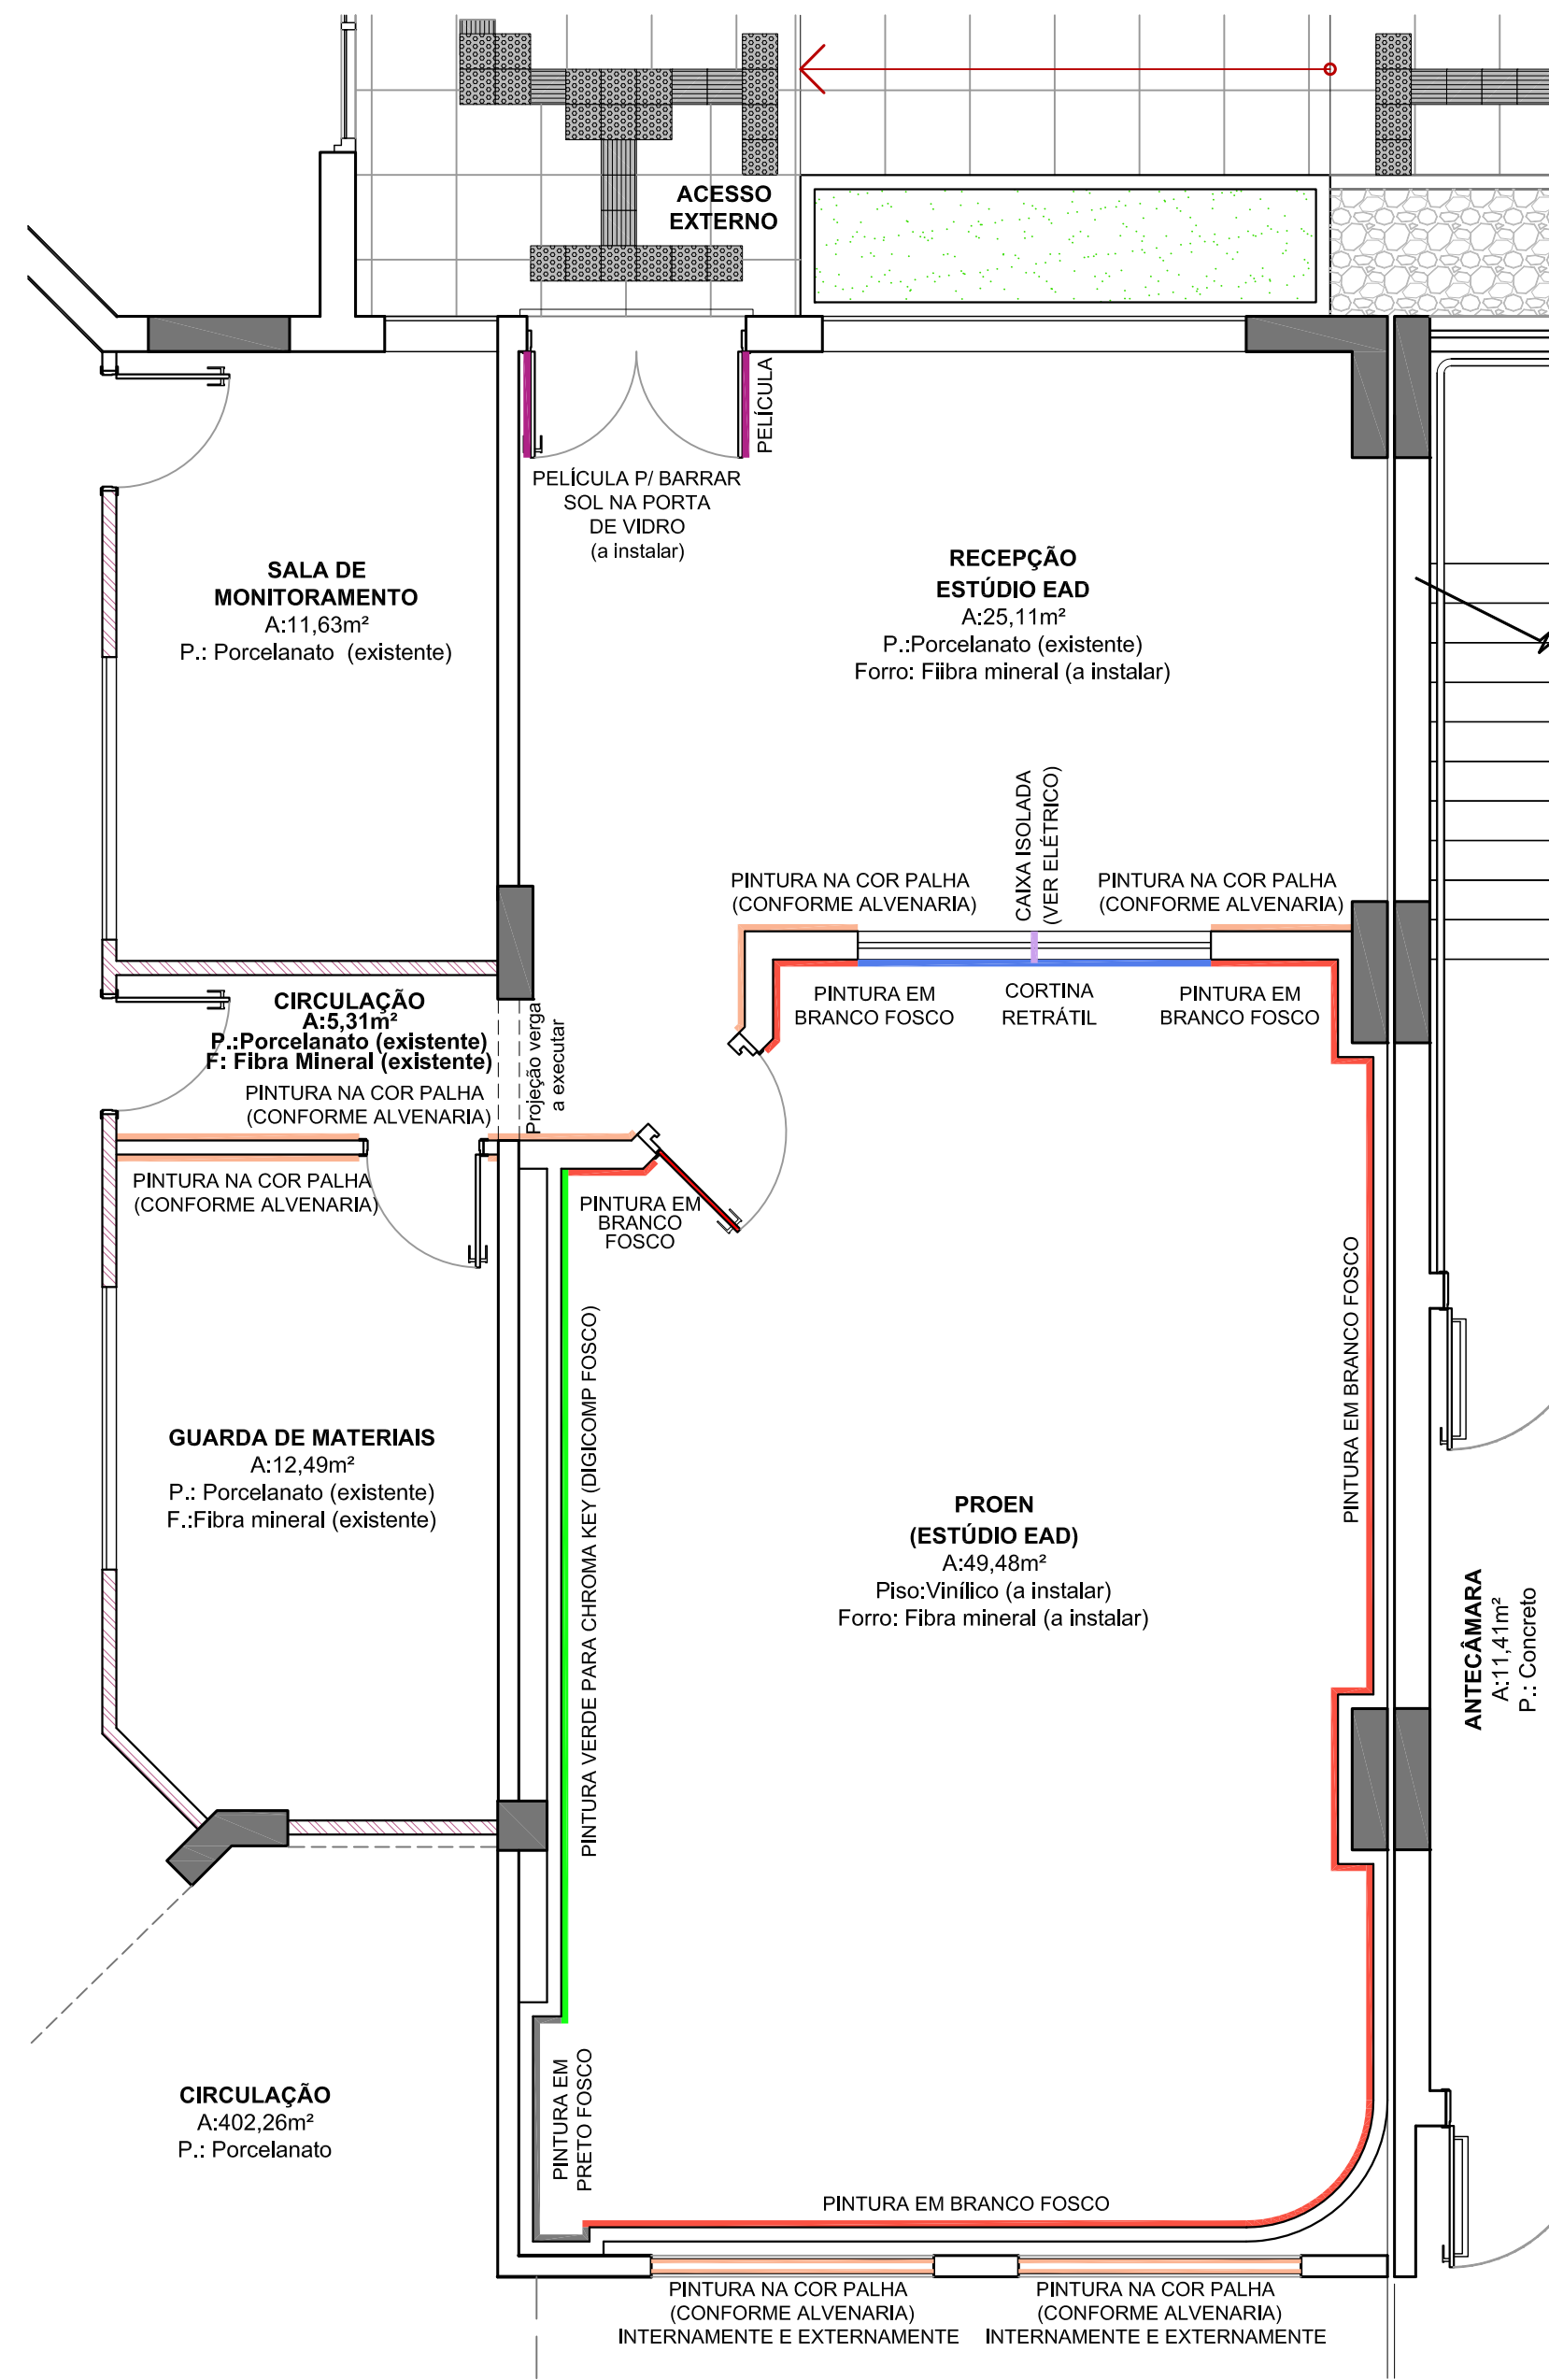 ACESSO
EXTERNO
PELÍCULA
PELÍCULA P/ BARRAR
SOL NA PORTA
DE VIDRO
(a instalar)
SALA DE
MONITORAMENTO
A:11,63m²
P.: Porcelanato (existente)
RECEPÇÃO
ESTÚDIO EAD
A:25,11m²
P.:Porcelanato (existente)
Forro: Fiibra mineral (a instalar)
CAIXA ISOLADA
(VER ELÉTRICO)
PINTURA NA COR PALHA
(CONFORME ALVENARIA)
PINTURA NA COR PALHA
(CONFORME ALVENARIA)
PINTURA EM
BRANCO FOSCO
CORTINA
RETRÁTIL
PINTURA EM
BRANCO FOSCO
CIRCULAÇÃO
A:5,31m²
P.:Porcelanato (existente)
F: Fibra Mineral (existente)
Projeção verga
a executar
PINTURA NA COR PALHA
(CONFORME ALVENARIA)
PINTURA NA COR PALHA
(CONFORME ALVENARIA)
PINTURA EM
BRANCO
FOSCO
PINTURA EM BRANCO FOSCO
PINTURA VERDE PARA CHROMA KEY (DIGICOMP FOSCO)
GUARDA DE MATERIAIS
A:12,49m²
P.: Porcelanato (existente)
F.:Fibra mineral (existente)
PROEN
(ESTÚDIO EAD)
A:49,48m²
Piso:Vinílico (a instalar)
Forro: Fibra mineral (a instalar)
ANTECÂMARA
A:11,41m²
P.: Concreto
CIRCULAÇÃO
A:402,26m²
P.: Porcelanato
PINTURA EM
PRETO FOSCO
PINTURA EM BRANCO FOSCO
PINTURA NA COR PALHA
(CONFORME ALVENARIA)
INTERNAMENTE E EXTERNAMENTE
PINTURA NA COR PALHA
(CONFORME ALVENARIA)
INTERNAMENTE E EXTERNAMENTE